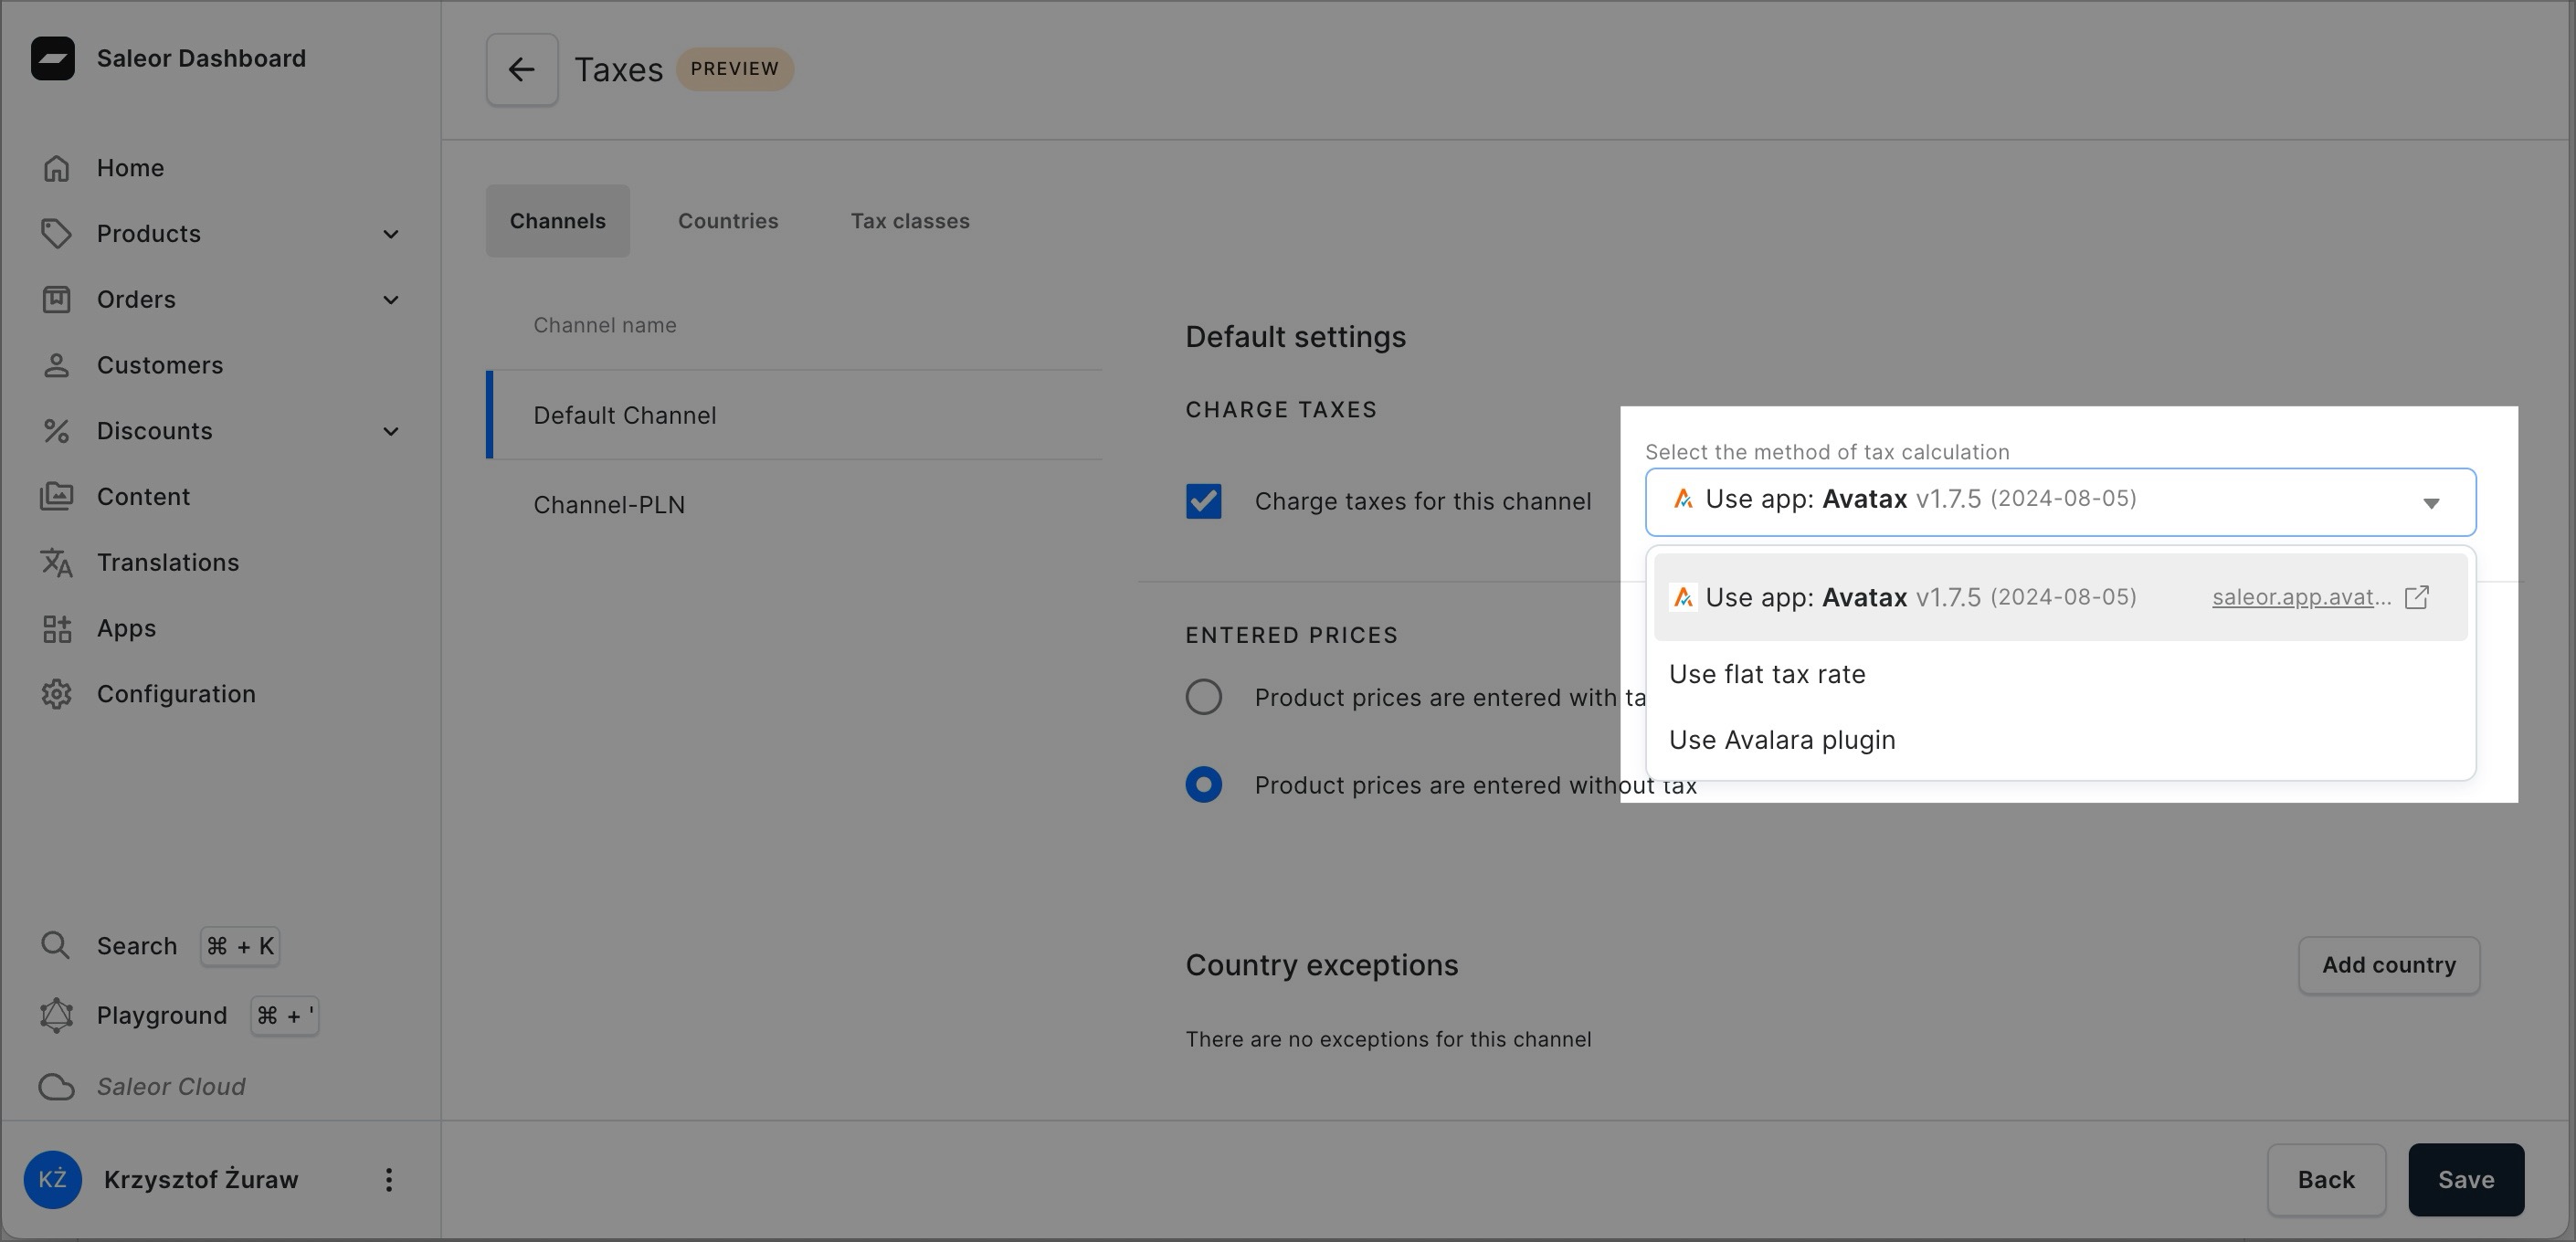 Saleor Dashboard
Home
Products
Orders
Customers
Discounts
Content
Translations
Apps
Configuration
Search ⌘ + K
Playground ⌘ + '
Saleor Cloud
KŻ Krzysztof Żuraw
Taxes PREVIEW
Channels Countries Tax classes
Channel name
Default Channel
Channel-PLN
Default settings
CHARGE TAXES
Charge taxes for this channel
Select the method of tax calculation
Use app: Avatax v1.7.5 (2024-08-05)
Use app: Avatax v1.7.5 (2024-08-05) saleor.app.avat...
Use flat tax rate
Use Avalara plugin
ENTERED PRICES
Product prices are entered with ta
Product prices are entered without tax
Country exceptions
Add country
There are no exceptions for this channel
Back Save